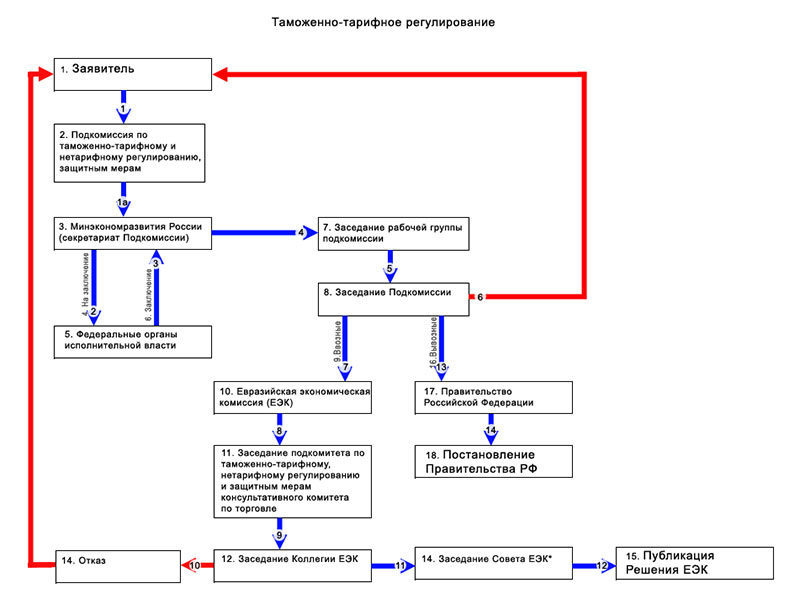 Таможенно-тарифное регулирование
1. Заявитель
1
2. Подкомиссия по
таможенно-тарифному и
нетарифному регулированию,
защитным мерам
1а
3. Минэкономразвития России
(секретариат Подкомиссии)
4
7. Заседание рабочей группы
подкомиссии
4. На заключение
2
6. Заключение
3
5
5. Федеральные органы
исполнительной власти
8. Заседание Подкомиссии
6
9.Ввозные
7
16.Вывозные
13
10. Евразийская экономическая
комиссия (ЕЭК)
17. Правительство
Российской Федерации
8
14
11. Заседание подкомитета по
таможенно-тарифному,
нетарифному регулированию
и защитным мерам
консультативного комитета
по торговле
18. Постановление
Правительства РФ
9
14. Отказ
10
12. Заседание Коллегии ЕЭК
11
14. Заседание Совета ЕЭК*
12
15. Публикация
Решения ЕЭК